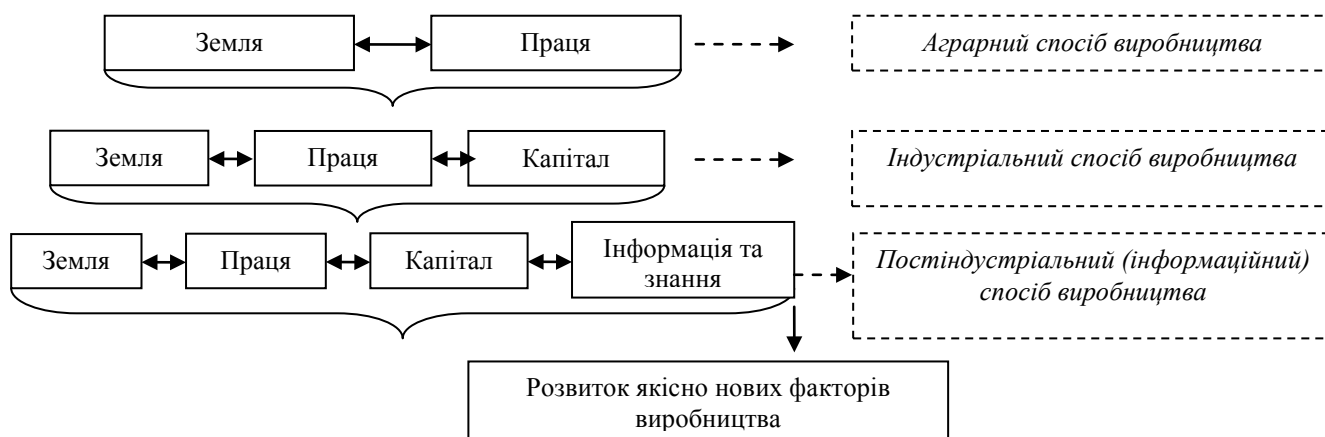 Земля
Праця
Аграрний спосіб виробництва
Земля
Праця
Капітал
Індустріальний спосіб виробництва
Земля
Праця
Капітал
Інформація та
знання
Постіндустріальний (інформаційний)
спосіб виробництва
Розвиток якісно нових факторів
виробництва